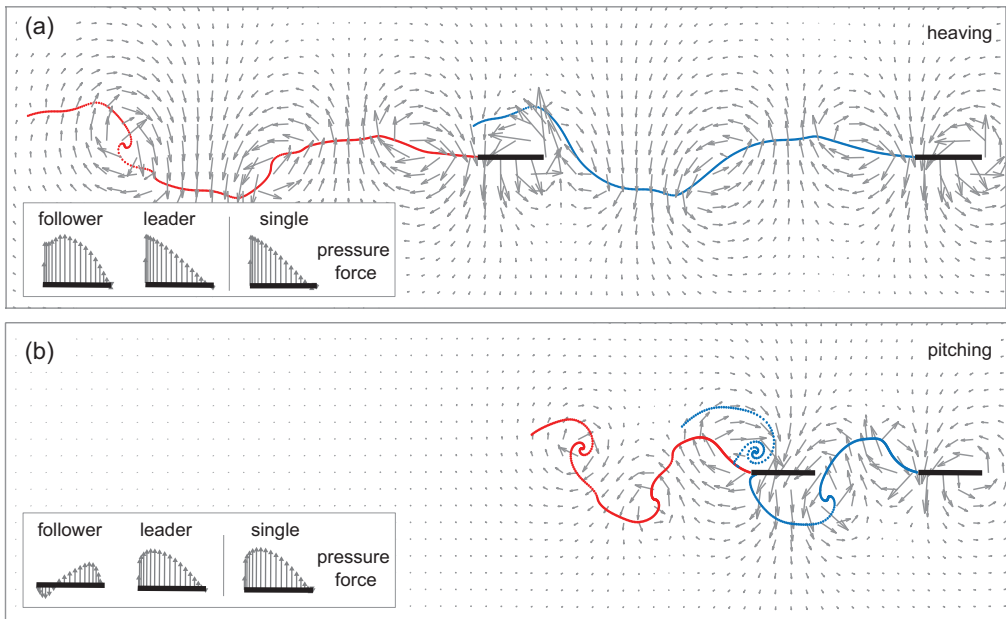 (a)
heaving
follower leader single
pressure
force
(b)
pitching
follower leader single
pressure
force